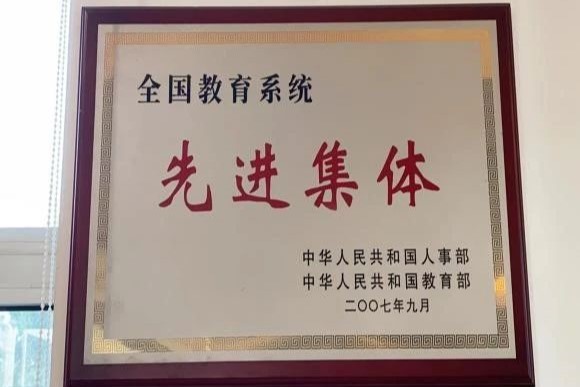 全国教育系统
先进集体
中华人民共和国人事部
中华人民共和国教育部
二〇〇七年九月